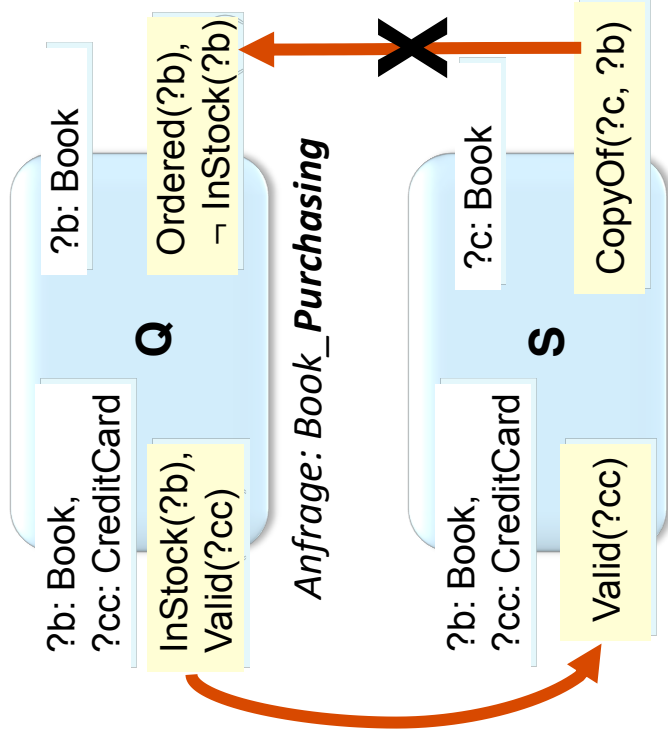 ?b: Book,
?cc: CreditCard
InStock(?b),
Valid(?cc)
Q
?b: Book
Ordered(?b),
¬ InStock(?b)
Anfrage: Book_Purchasing
?b: Book,
?cc: CreditCard
Valid(?cc)
S
?c: Book
CopyOf(?c, ?b)